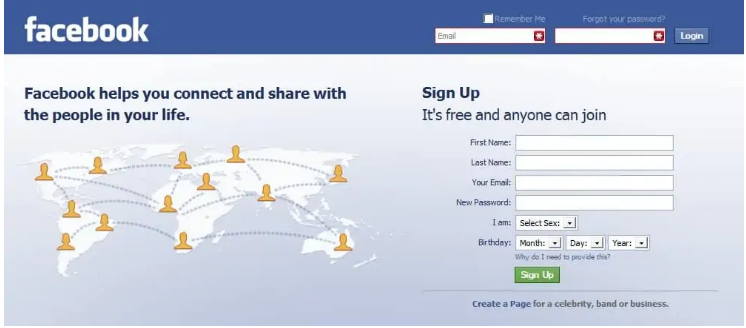 facebook
Remember Me
Forgot your password?
Email
Login
Facebook helps you connect and share with
the people in your life.
Sign Up
It's free and anyone can join
First Name:
Last Name:
Your Email:
New Password:
I am: Select Sex:
Birthday: Month: Day: Year:
Why do I need to provide this?
Sign Up
Create a Page for a celebrity, band or business.